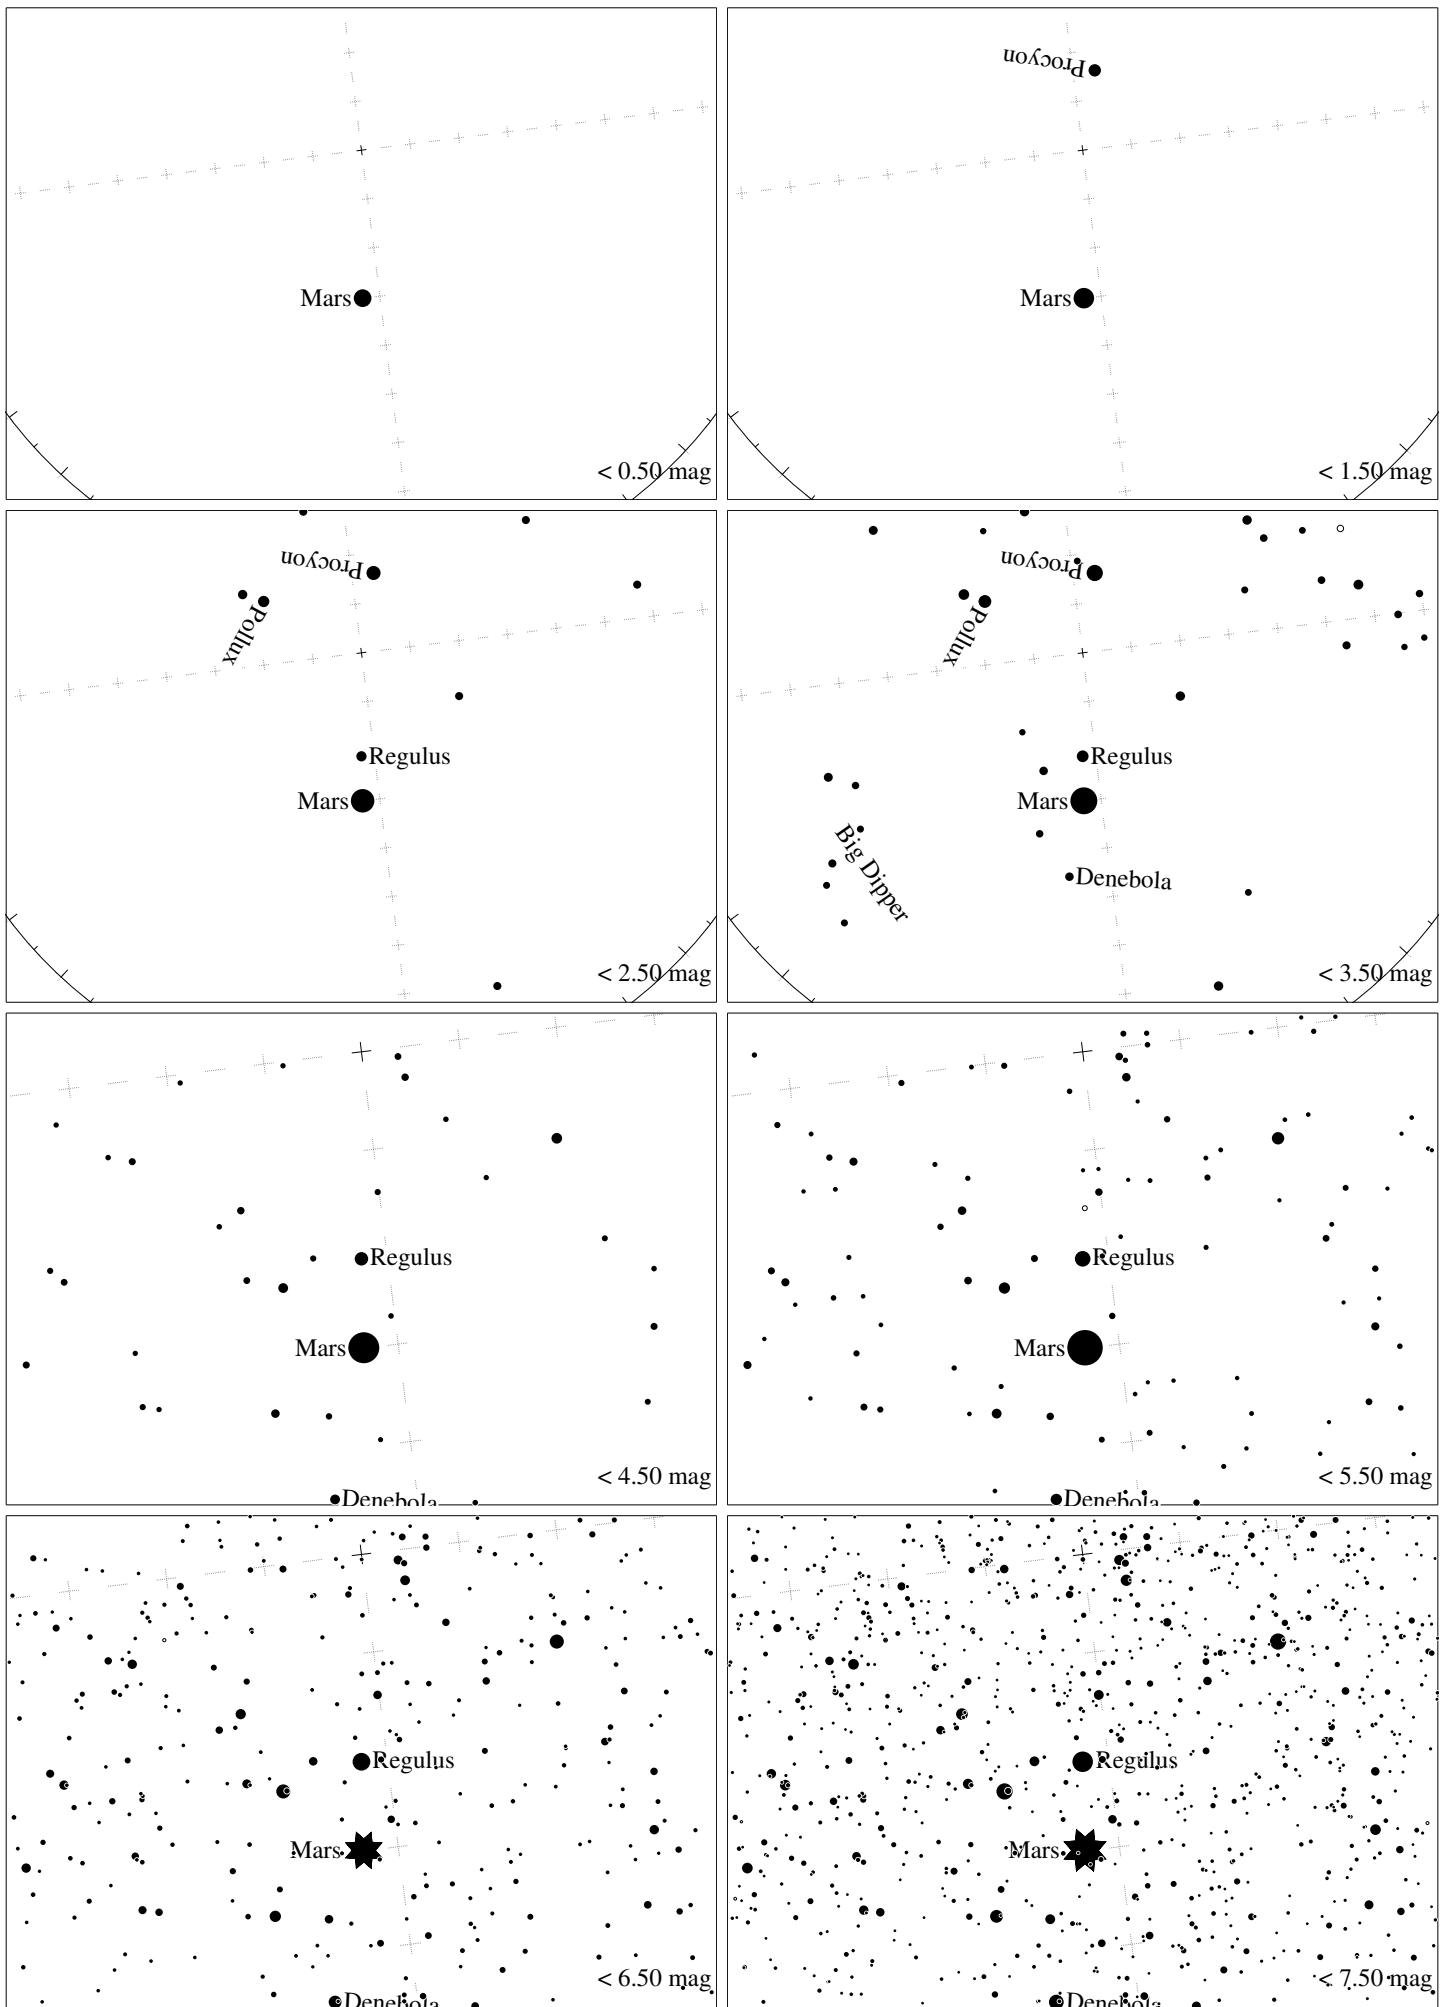 Mars
< 0.50 mag
Procyon
Mars
< 1.50 mag
Procyon
Pollux
Regulus
Mars
< 2.50 mag
Procyon
Pollux
Regulus
Mars
Big Dipper
Denebola
< 3.50 mag
Regulus
Mars
< 4.50 mag
Denebola
Regulus
Mars
< 5.50 mag
Denebola
Regulus
Mars
< 6.50 mag
Denebola
Regulus
Mars
< 7.50 mag
Denebola